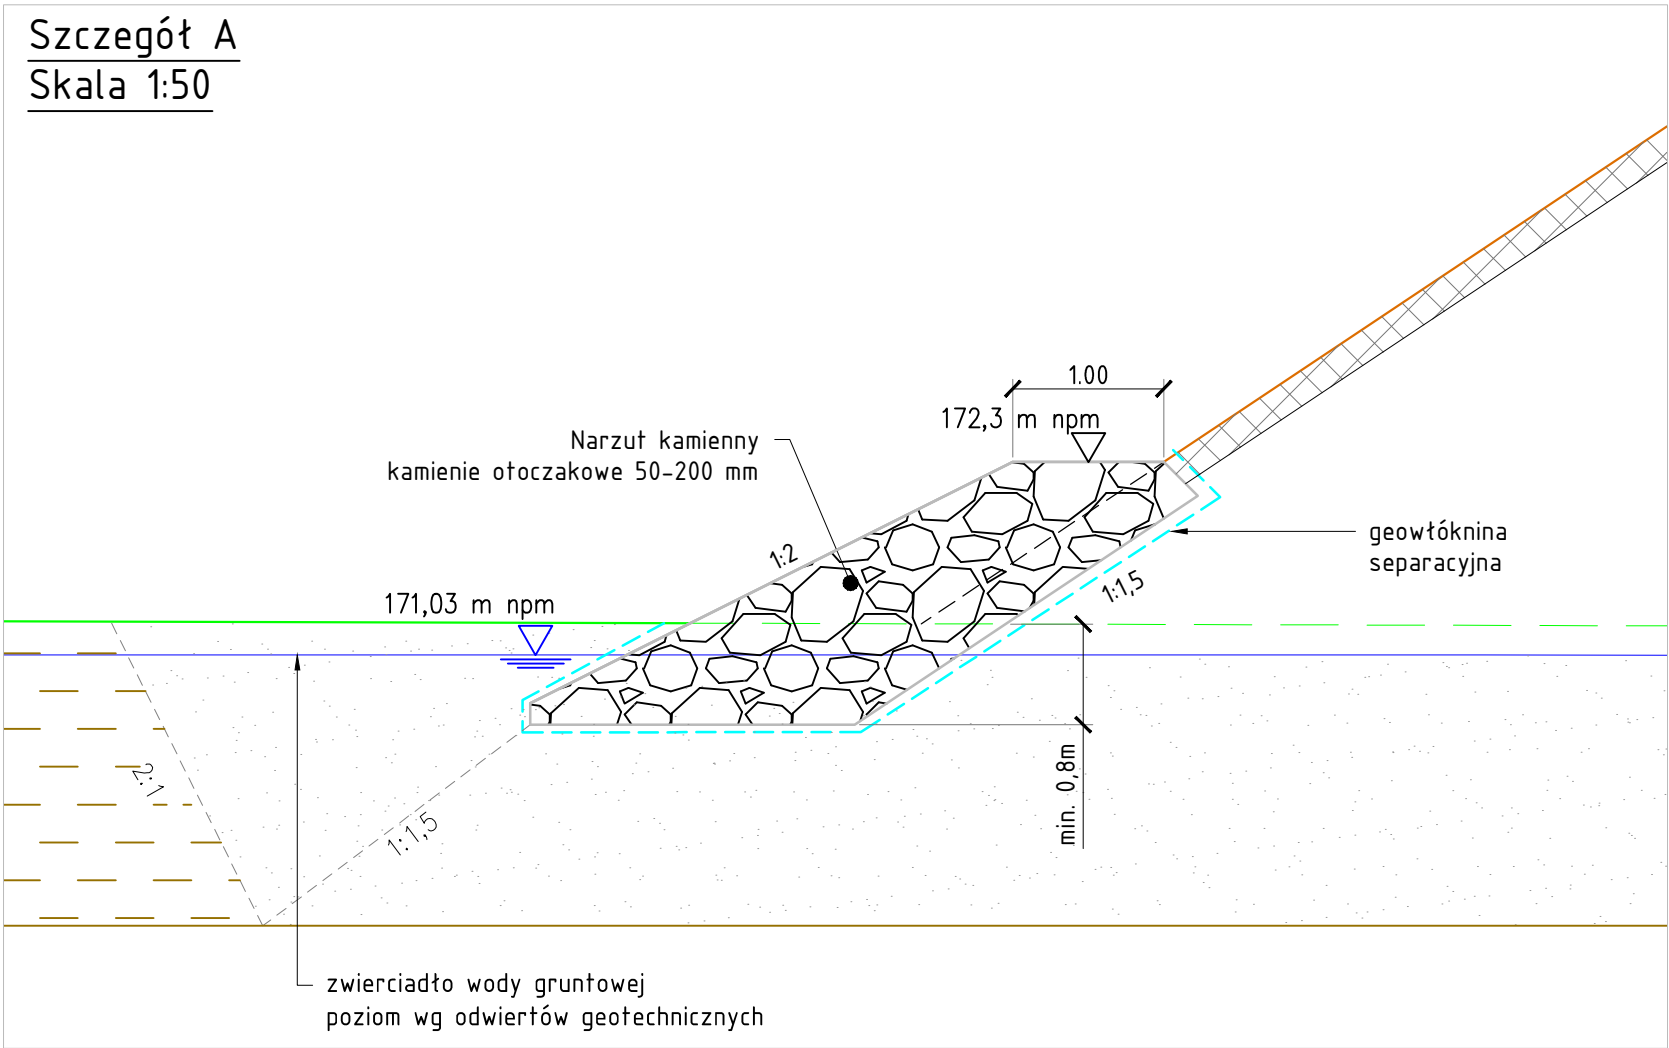 Szczegół A
Skala 1:50
1.00
172,3 m npm
Narzut kamienny
kamienie otoczakowe 50-200 mm
geowłóknina
separacyjna
1:2
1:1,5
171,03 m npm
min. 0,8m
2:1
1:1,5
zwierciadło wody gruntowej
poziom wg odwiertów geotechnicznych